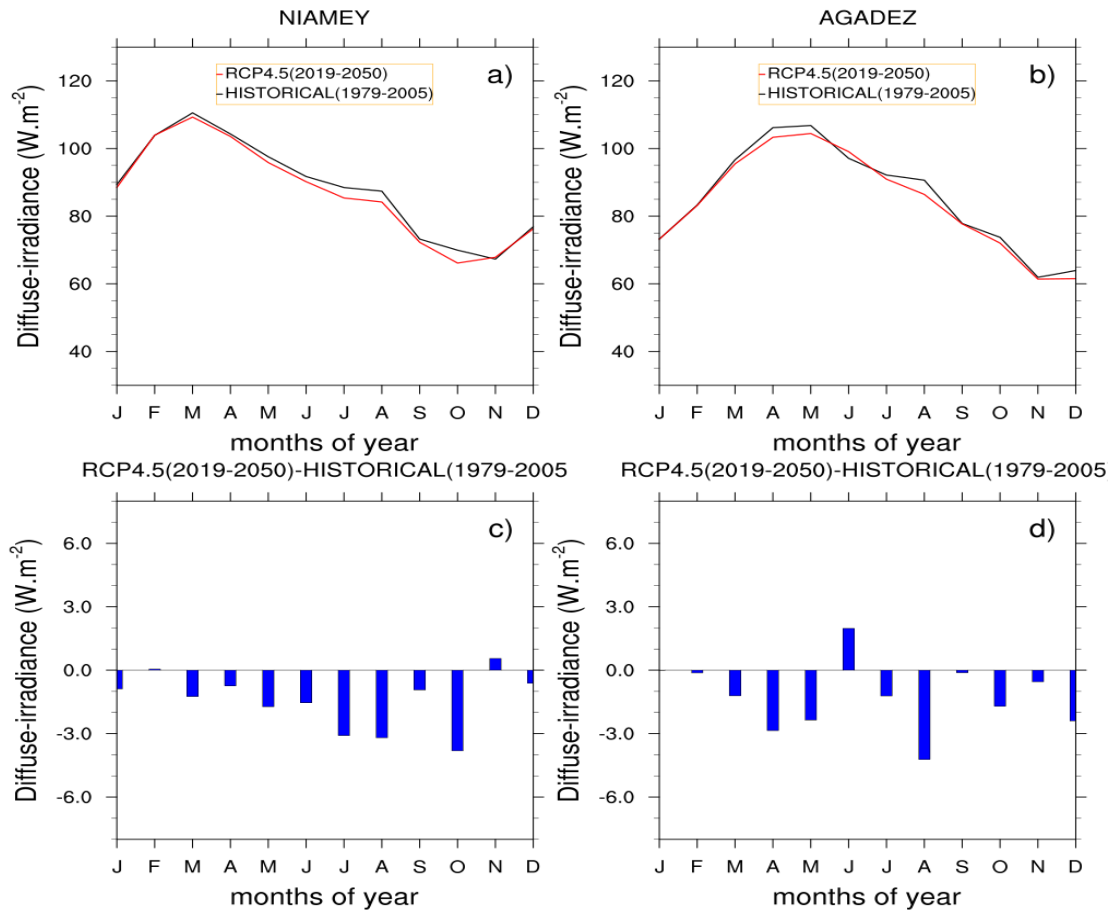 NIAMEY
a)
RCP4.5(2019-2050)
HISTORICAL(1979-2005)
Diffuse-irradiance (W.m-2)
120
100
80
60
40
J F M A M J J A S O N D
months of year
AGADEZ
b)
RCP4.5(2019-2050)
HISTORICAL(1979-2005)
Diffuse-irradiance (W.m-2)
120
100
80
60
40
J F M A M J J A S O N D
months of year
RCP4.5(2019-2050)-HISTORICAL(1979-2005
c)
Diffuse-irradiance (W.m-2)
6.0
3.0
0.0
-3.0
-6.0
J F M A M J J A S O N D
months of year
RCP4.5(2019-2050)-HISTORICAL(1979-2005)
d)
Diffuse-irradiance (W.m-2)
6.0
3.0
0.0
-3.0
-6.0
J F M A M J J A S O N D
months of year